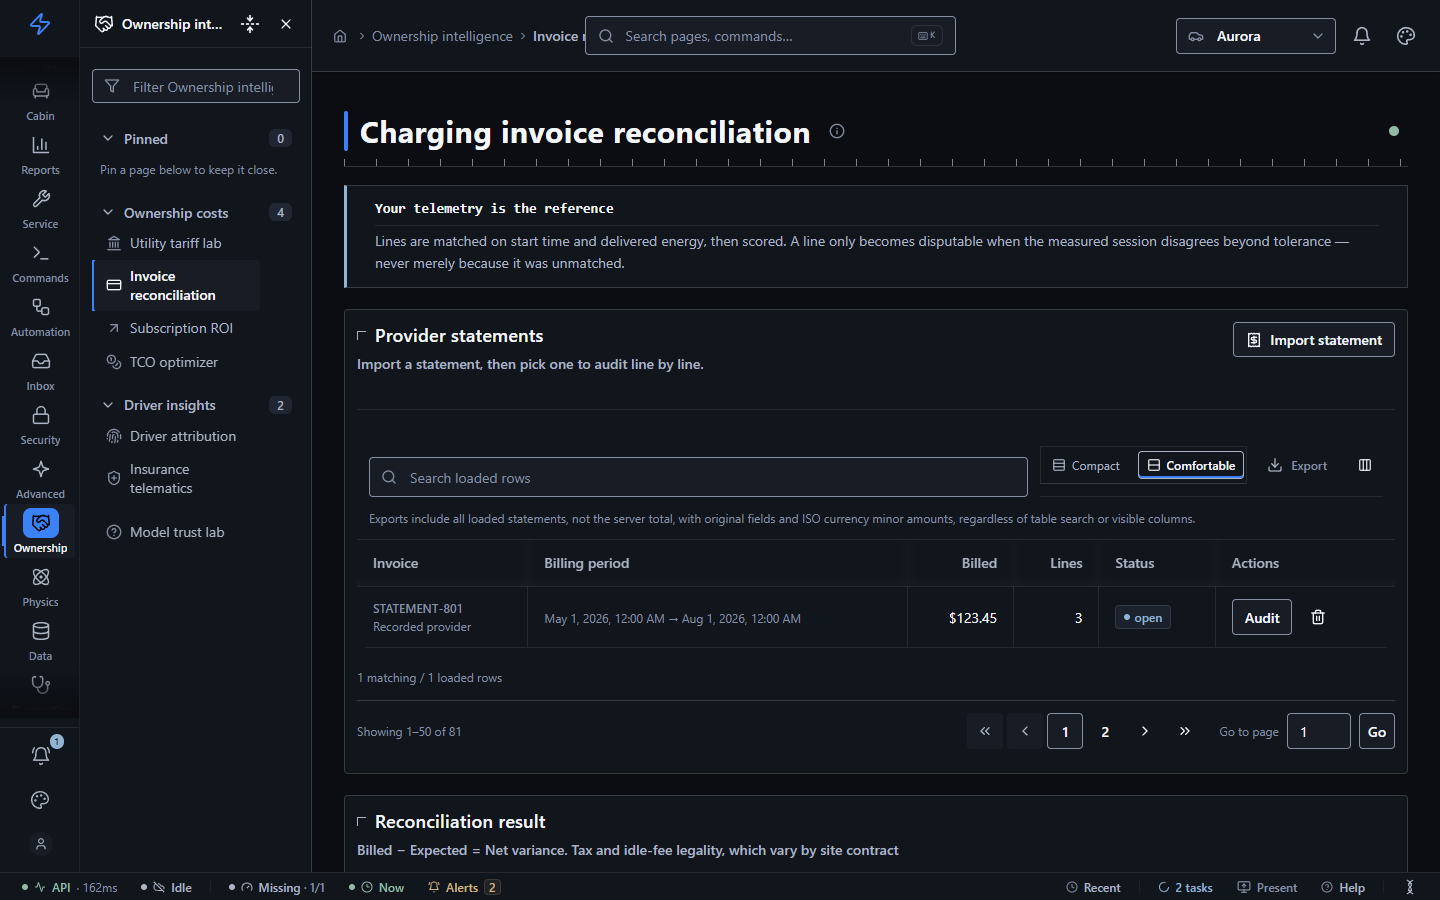 Ownership int...
Ownership intelligence
Invoice
Search pages, commands...
K
Aurora
Filter Ownership intelli
Cabin
Reports
Service
Commands
Automation
Inbox
Security
Advanced
Ownership
Physics
Data
1
Pinned
0
Pin a page below to keep it close.
Ownership costs
4
Utility tariff lab
Invoice
reconciliation
Subscription ROI
TCO optimizer
Driver insights
2
Driver attribution
Insurance
telematics
Model trust lab
Charging invoice reconciliation
Your telemetry is the reference
Lines are matched on start time and delivered energy, then scored. A line only becomes disputable when the measured session disagrees beyond tolerance —
never merely because it was unmatched.
Provider statements
Import statement
Import a statement, then pick one to audit line by line.
Search loaded rows
Compact
Comfortable
Export
Exports include all loaded statements, not the server total, with original fields and ISO currency minor amounts, regardless of table search or visible columns.
Invoice
Billing period
Billed
Lines
Status
Actions
STATEMENT-801
Recorded provider
May 1, 2026, 12:00 AM → Aug 1, 2026, 12:00 AM
$123.45
3
open
Audit
1 matching / 1 loaded rows
Showing 1–50 of 81
1
2
Go to page
1
Go
Reconciliation result
Billed − Expected = Net variance. Tax and idle-fee legality, which vary by site contract
API · 162ms
Idle
Missing · 1/1
Now
Alerts 2
Recent
2 tasks
Present
Help